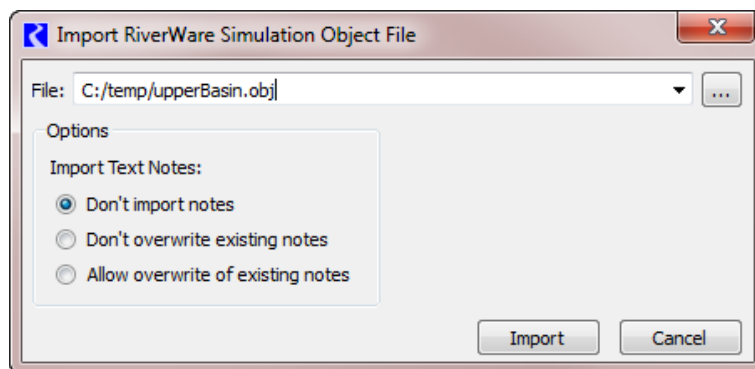 Import RiverWare Simulation Object File
File: C:/temp/upperBasin.obj ...
Options
Import Text Notes:
Don't import notes
Don't overwrite existing notes
Allow overwrite of existing notes
Import Cancel